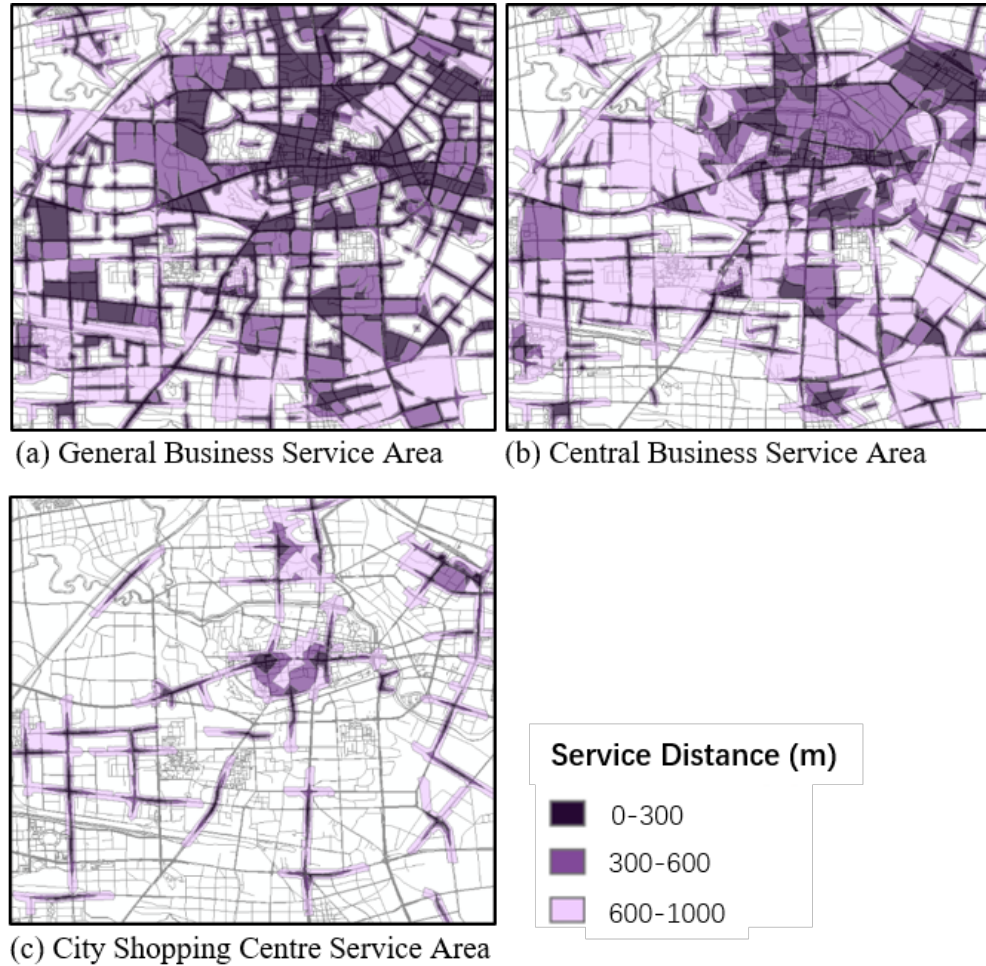 (a) General Business Service Area
(b) Central Business Service Area
(c) City Shopping Centre Service Area
Service Distance (m)
0-300
300-600
600-1000